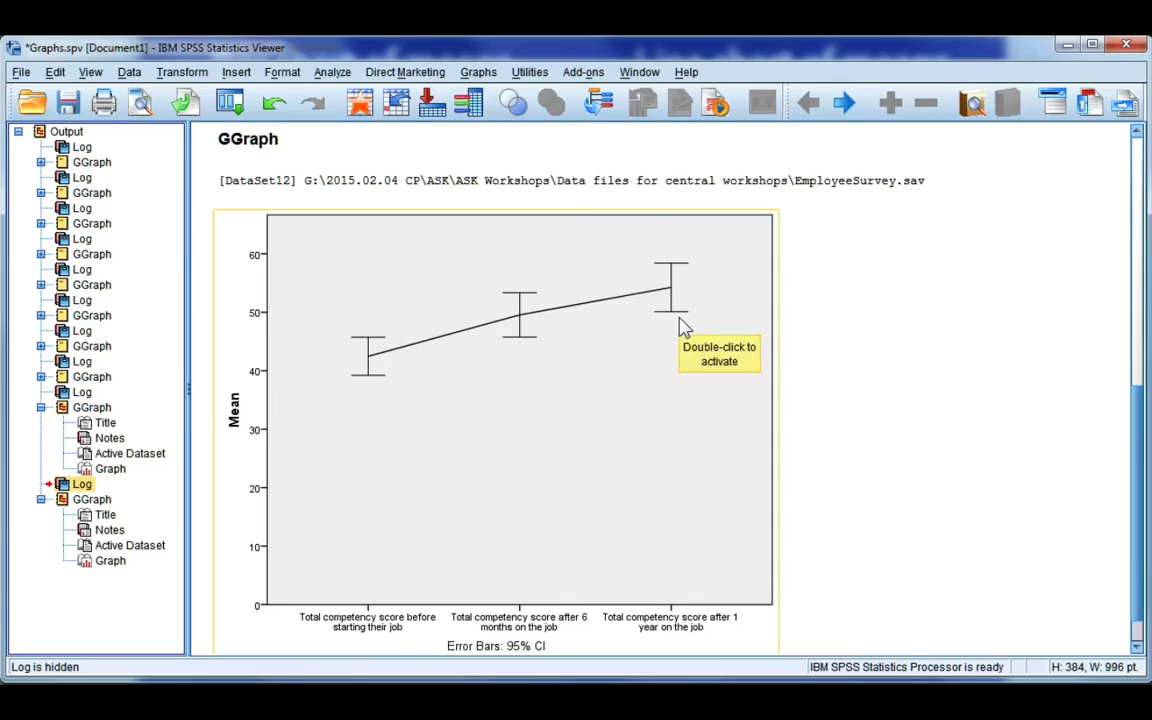 *Graphs.spv [Document1] - IBM SPSS Statistics Viewer
File Edit View Data Transform Insert Format Analyze Direct Marketing Graphs Utilities Add-ons Window Help
Output
Log
GGraph
Log
GGraph
Log
GGraph
Log
GGraph
Log
GGraph
Log
GGraph
Log
GGraph
Log
GGraph
Log
GGraph
Title
Notes
Active Dataset
Graph
Log
GGraph
Title
Notes
Active Dataset
Graph
GGraph
[DataSet12] G:\2015.02.04 CP\ASK\ASK Workshops\Data files for central workshops\EmployeeSurvey.sav
Mean
60
50
40
30
20
10
0
Double-click to
activate
Total competency score before
starting their job
Total competency score after 6
months on the job
Total competency score after 1
year on the job
Error Bars: 95% CI
Log is hidden
IBM SPSS Statistics Processor is ready
H: 384, W: 996 pt.